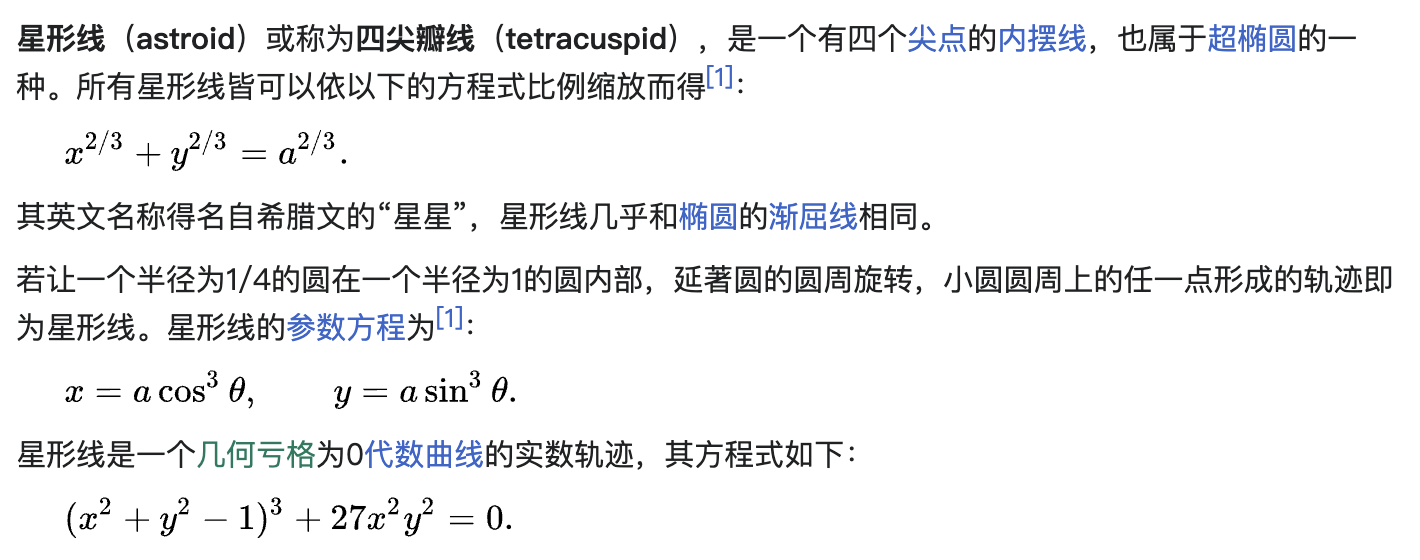 星形线（astroid）或称为四尖瓣线（tetracuspid），是一个有四个尖点的内摆线，也属于超椭圆的一
种。所有星形线皆可以依以下的方程式比例缩放而得[1]：
x^{2/3} + y^{2/3} = a^{2/3}.
其英文名称得名自希腊文的“星星”，星形线几乎和椭圆的渐屈线相同。
若让一个半径为1/4的圆在一个半径为1的圆内部，延著圆的圆周旋转，小圆圆周上的任一点形成的轨迹即
为星形线。星形线的参数方程为[1]：
x = a cos^3 θ, y = a sin^3 θ.
星形线是一个几何亏格为0代数曲线的实数轨迹，其方程式如下：
(x^2 + y^2 − 1)^3 + 27x^2y^2 = 0.